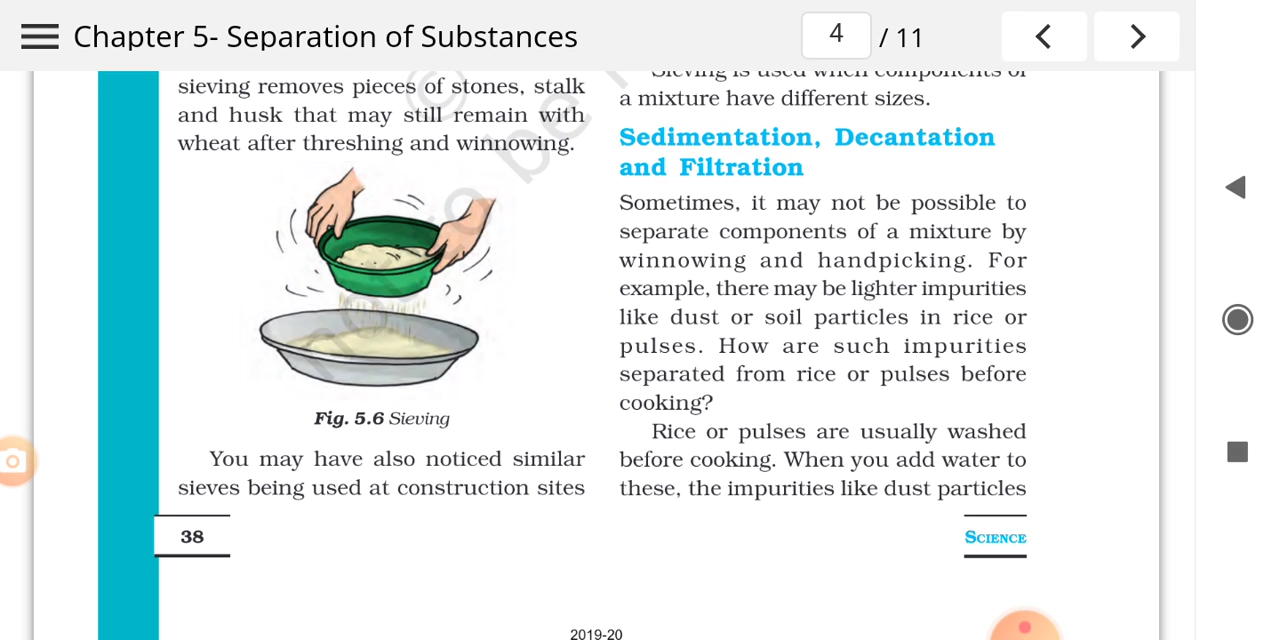 Chapter 5- Separation of Substances
4 / 11
sieving removes pieces of stones, stalk
and husk that may still remain with
wheat after threshing and winnowing.
Fig. 5.6 Sieving
You may have also noticed similar
sieves being used at construction sites
38
Sieving is used when components of
a mixture have different sizes.
Sedimentation, Decantation
and Filtration
Sometimes, it may not be possible to
separate components of a mixture by
winnowing and handpicking. For
example, there may be lighter impurities
like dust or soil particles in rice or
pulses. How are such impurities
separated from rice or pulses before
cooking?
Rice or pulses are usually washed
before cooking. When you add water to
these, the impurities like dust particles
SCIENCE
2019-20